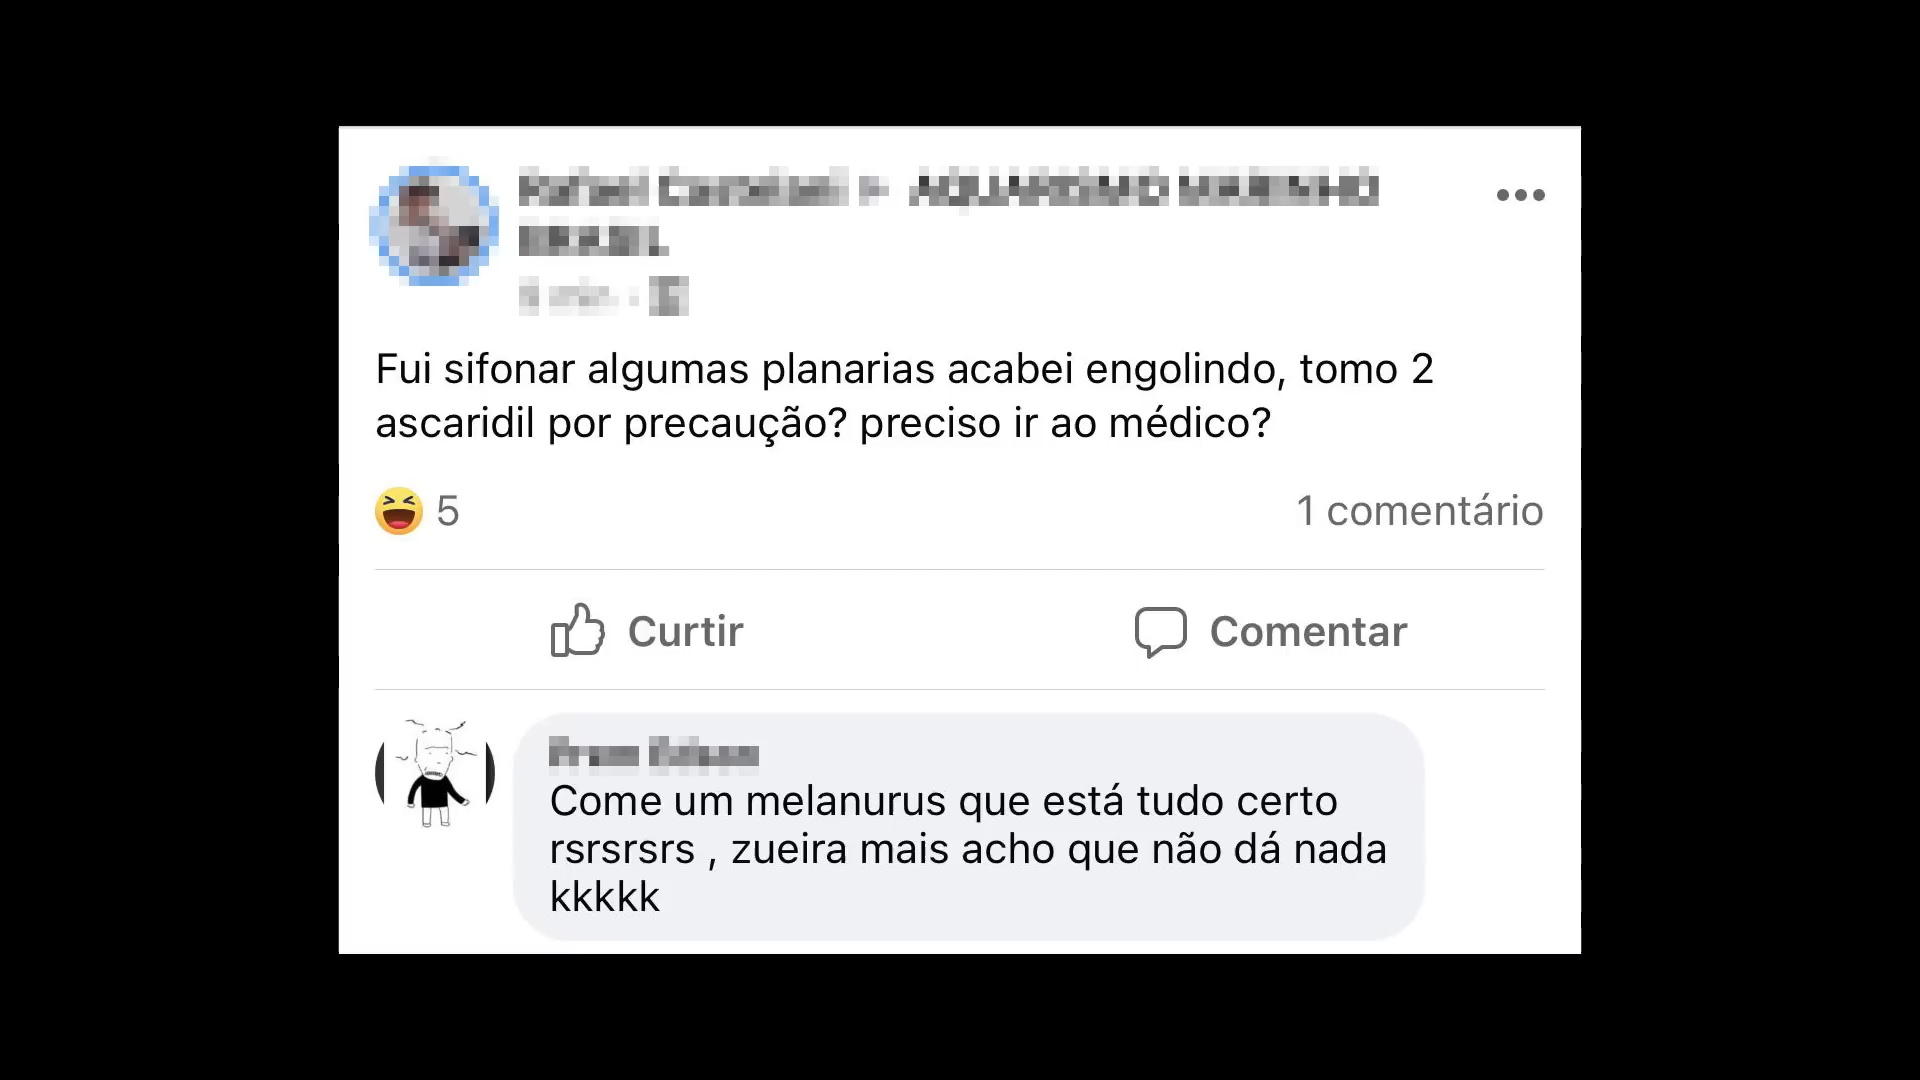 Fui sifonar algumas planarias acabei engolindo, tomo 2
ascaridil por precaução? preciso ir ao médico?
5
1 comentário
Curtir
Comentar
Come um melanurus que está tudo certo
rsrsrsrs , zueira mais acho que não dá nada
kkkkk